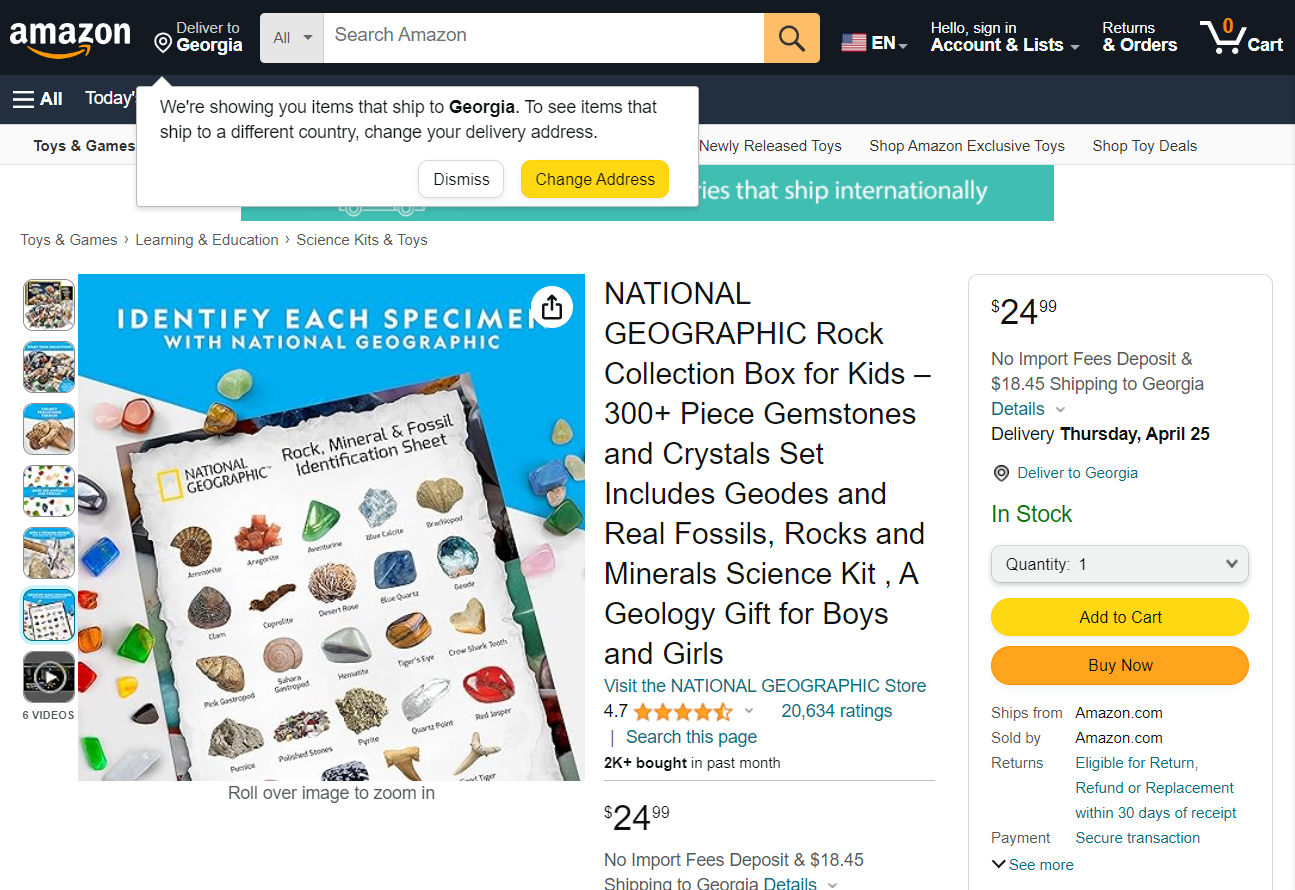 amazon
Deliver to
Georgia
All
Search Amazon
EN
Hello, sign in
Account & Lists
Returns
& Orders
0
Cart
All
Today'
We're showing you items that ship to Georgia. To see items that
ship to a different country, change your delivery address.
Dismiss
Change Address
Toys & Games
Newly Released Toys
Shop Amazon Exclusive Toys
Shop Toy Deals
ries that ship internationally
Toys & Games › Learning & Education › Science Kits & Toys
IDENTIFY EACH SPECIME
WITH NATIONAL GEOGRAPHIC
NATIONAL
GEOGRAPHIC™
Rock, Mineral & Fossil
Identification Sheet
Ammonite
Aragonite
Aventurine
Blue Calcite
Brachiopod
Clam
Coprolite
Desert Rose
Blue Quartz
Geode
Pink Gastropod
Sahara
Gastropod
Hematite
Tiger's Eye
Crow Shark Tooth
Pumice
Polished Stones
Pyrite
Quartz Point
Red Jasper
Tiger
6 VIDEOS
Roll over image to zoom in
NATIONAL
GEOGRAPHIC Rock
Collection Box for Kids –
300+ Piece Gemstones
and Crystals Set
Includes Geodes and
Real Fossils, Rocks and
Minerals Science Kit , A
Geology Gift for Boys
and Girls
Visit the NATIONAL GEOGRAPHIC Store
4.7
20,634 ratings
| Search this page
2K+ bought in past month
$24 99
No Import Fees Deposit & $18.45
Shipping to Georgia Details
$24 99
No Import Fees Deposit &
$18.45 Shipping to Georgia
Details
Delivery Thursday, April 25
Deliver to Georgia
In Stock
Quantity: 1
Add to Cart
Buy Now
Ships from Amazon.com
Sold by Amazon.com
Returns Eligible for Return,
Refund or Replacement
within 30 days of receipt
Payment Secure transaction
See more